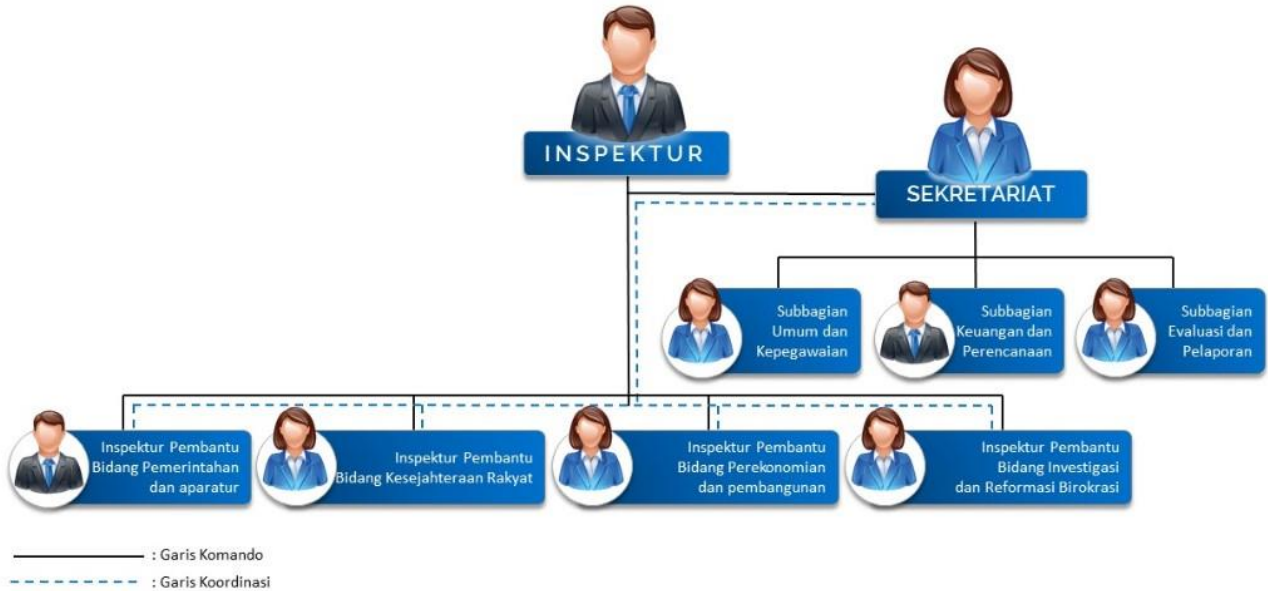 INSPEKTUR
SEKRETARIAT
Subbagian
Umum dan
Kepegawaian
Subbagian
Keuangan dan
Perencanaan
Subbagian
Evaluasi dan
Pelaporan
Inspektur Pembantu
Bidang Pemerintahan
dan aparatur
Inspektur Pembantu
Bidang Kesejahteraan Rakyat
Inspektur Pembantu
Bidang Perekonomian
dan pembangunan
Inspektur Pembantu
Bidang Investigasi
dan Reformasi Birokrasi
: Garis Komando
: Garis Koordinasi